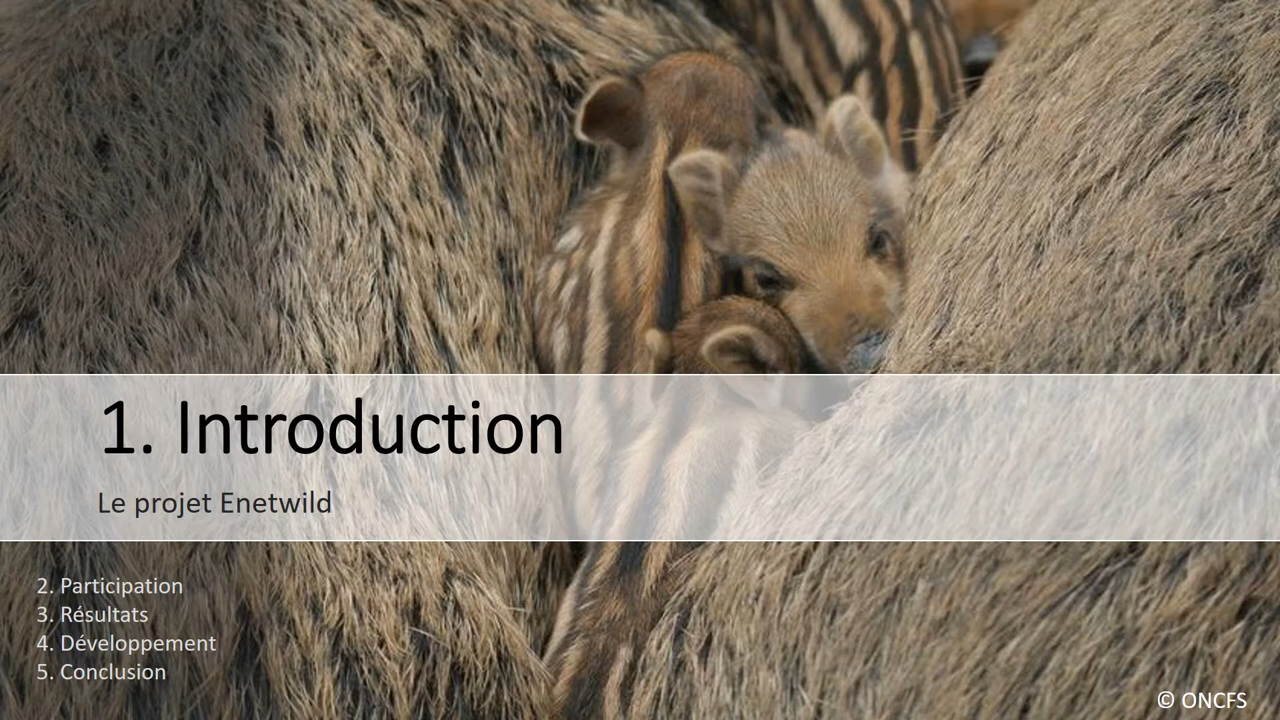 1. Introduction
Le projet Enetwild
2. Participation
3. Résultats
4. Développement
5. Conclusion
© ONCFS